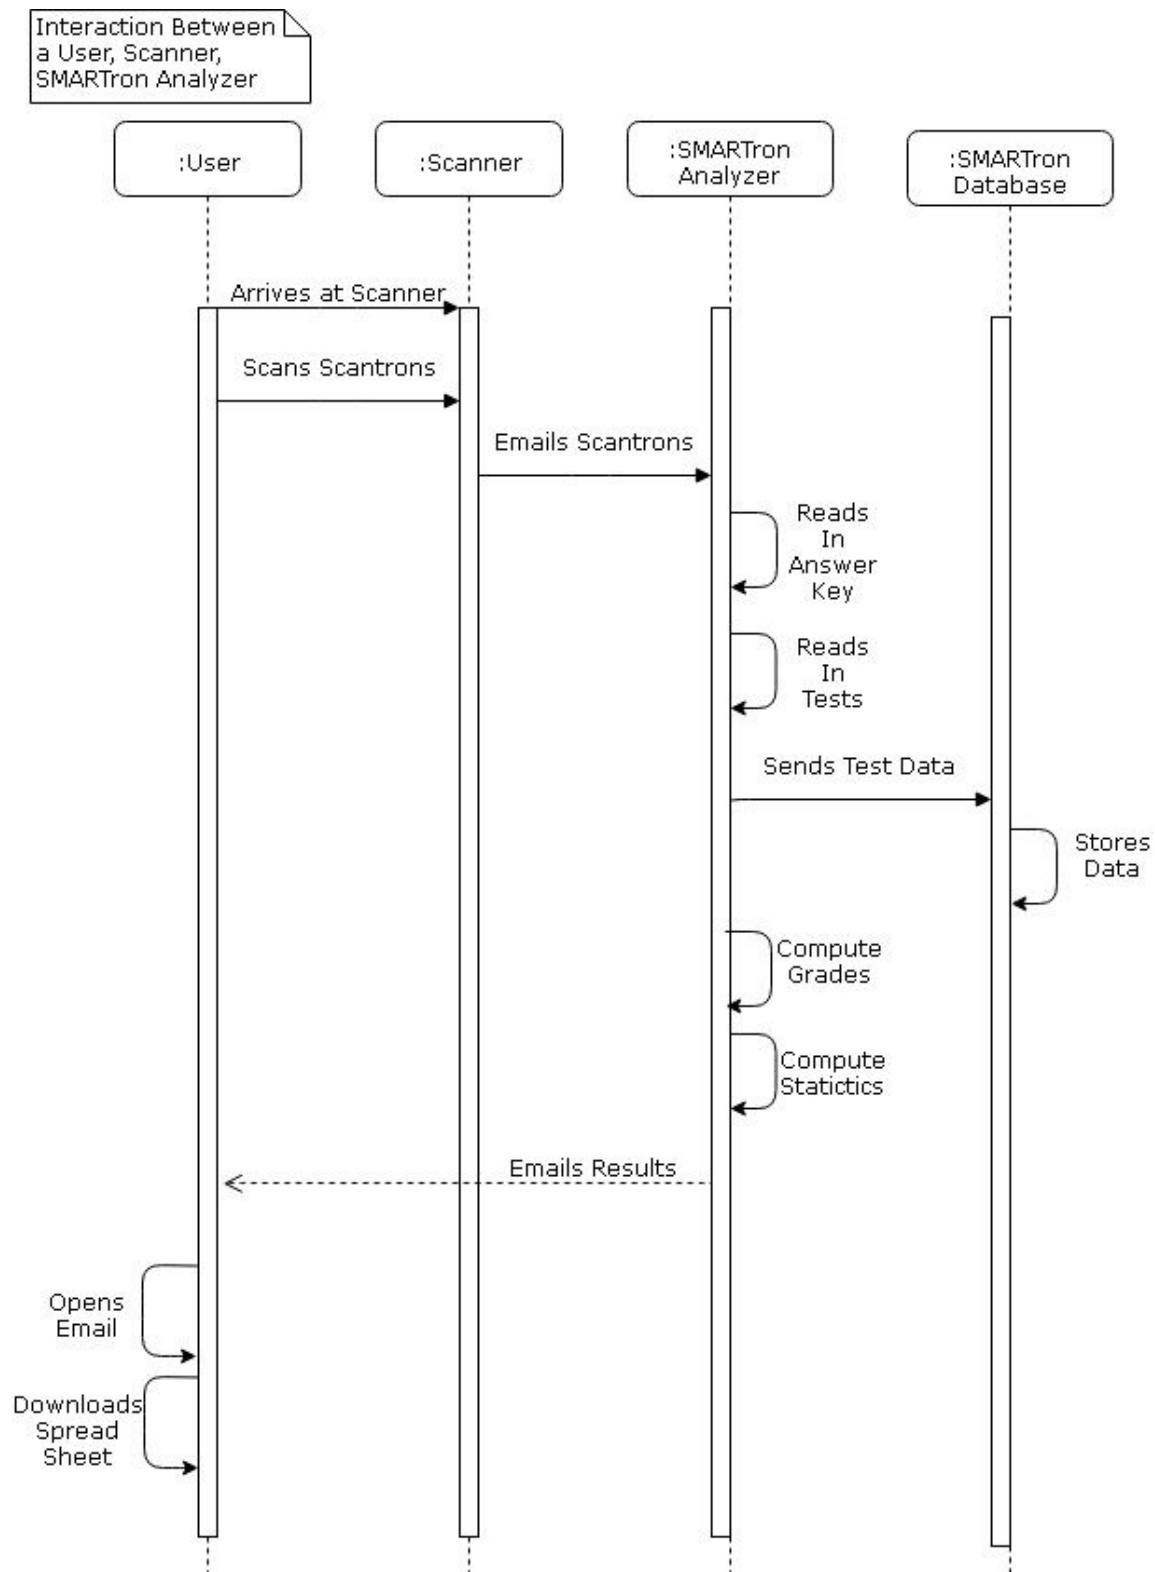 Interaction Between
a User, Scanner,
SMARTron Analyzer
:User
:Scanner
:SMARTron
Analyzer
:SMARTron
Database
Arrives at Scanner
Scans Scantrons
Emails Scantrons
Reads
In
Answer
Key
Reads
In
Tests
Sends Test Data
Stores
Data
Compute
Grades
Compute
Statictics
Emails Results
Opens
Email
Downloads
Spread
Sheet